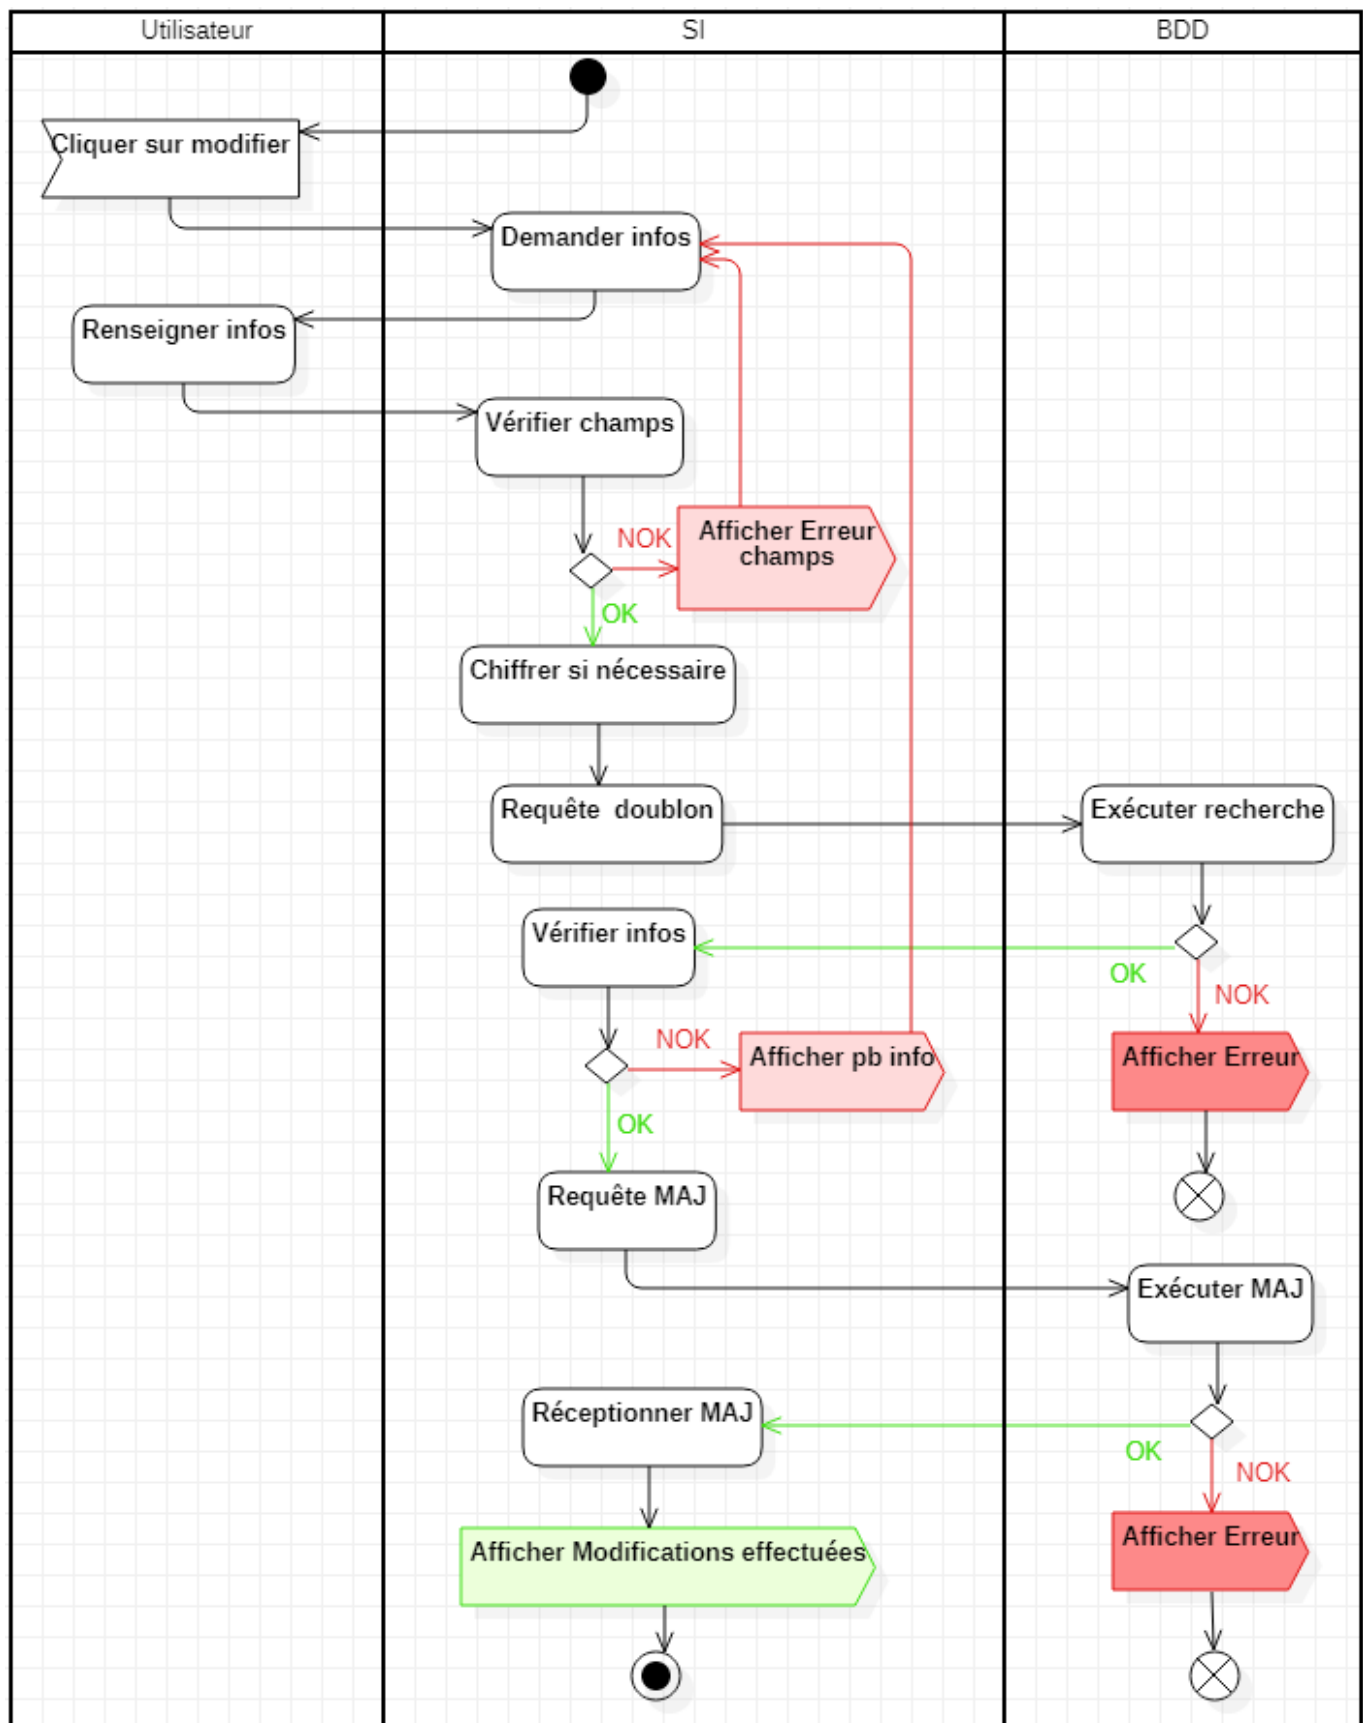 Utilisateur
SI
BDD
Cliquer sur modifier
Demander infos
Renseigner infos
Vérifier champs
NOK
Afficher Erreur
champs
OK
Chiffrer si nécessaire
Requête  doublon
Exécuter recherche
Vérifier infos
OK
NOK
NOK
Afficher pb info
Afficher Erreur
OK
Requête MAJ
Exécuter MAJ
Réceptionner MAJ
OK
NOK
Afficher Modifications effectuées
Afficher Erreur